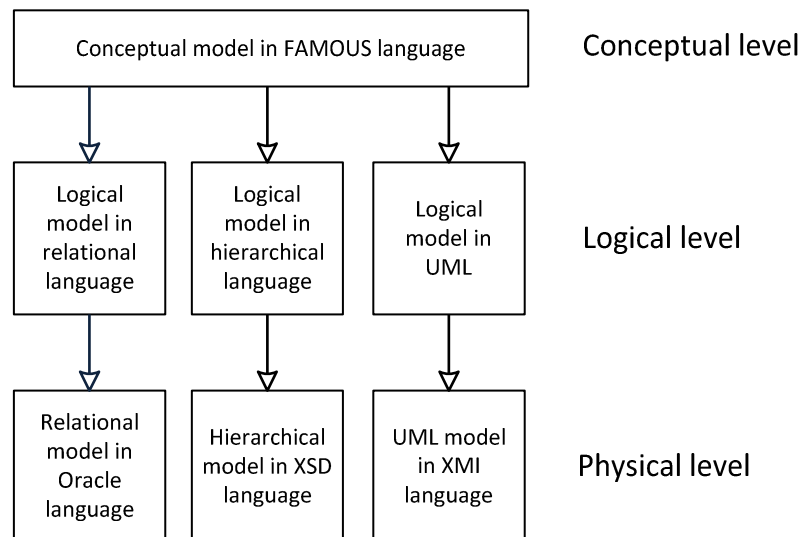 Conceptual model in FAMOUS language
Conceptual level
Logical
model in
relational
language
Logical
model in
hierarchical
language
Logical
model in
UML
Logical level
Relational
model in
Oracle
language
Hierarchical
model in XSD
language
UML model
in XMI
language
Physical level